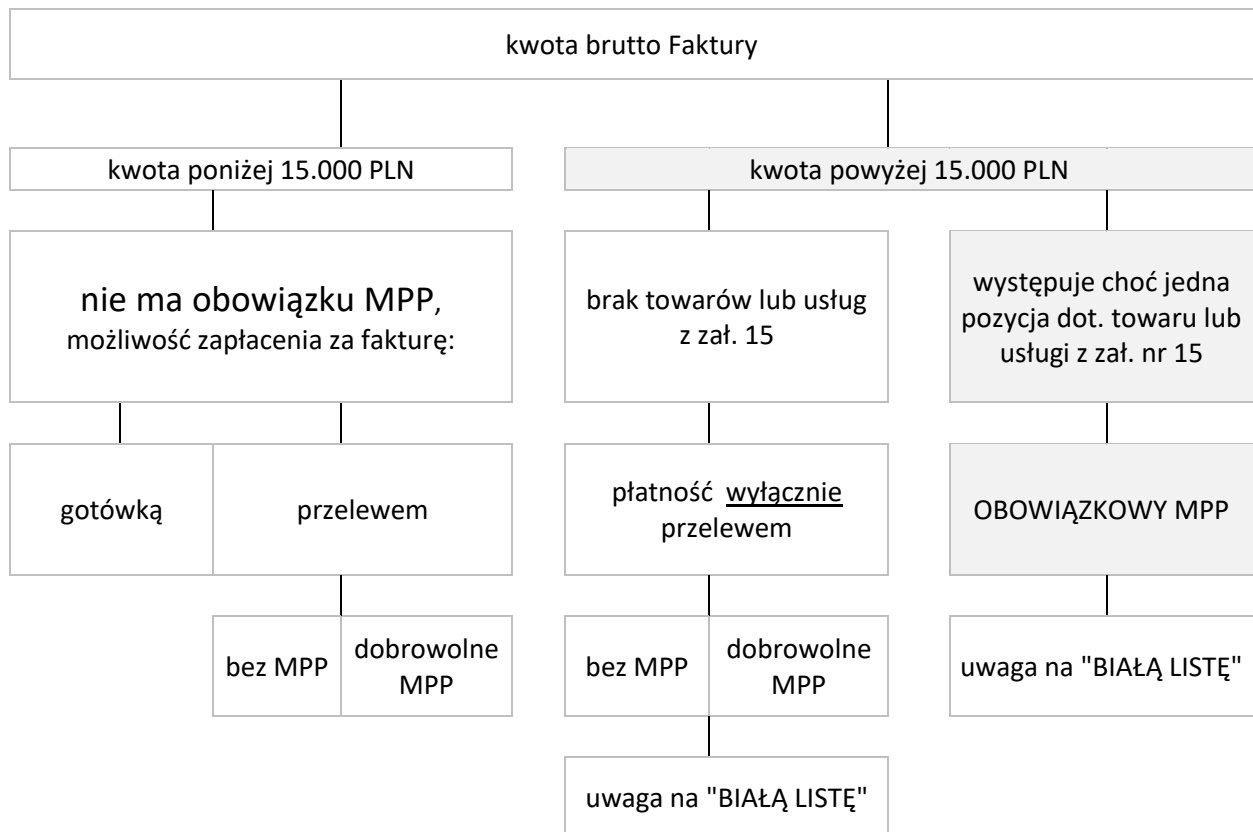 kwota brutto Faktury
kwota poniżej 15.000 PLN
kwota powyżej 15.000 PLN
nie ma obowiązku MPP,
możliwość zapłacenia za fakturę:
brak towarów lub usług
z zał. 15
występuje choć jedna
pozycja dot. towaru lub
usługi z zał. nr 15
gotówką
przelewem
płatność wyłącznie
przelewem
OBOWIĄZKOWY MPP
bez MPP
dobrowolne
MPP
bez MPP
dobrowolne
MPP
uwaga na "BIAŁĄ LISTĘ"
uwaga na "BIAŁĄ LISTĘ"